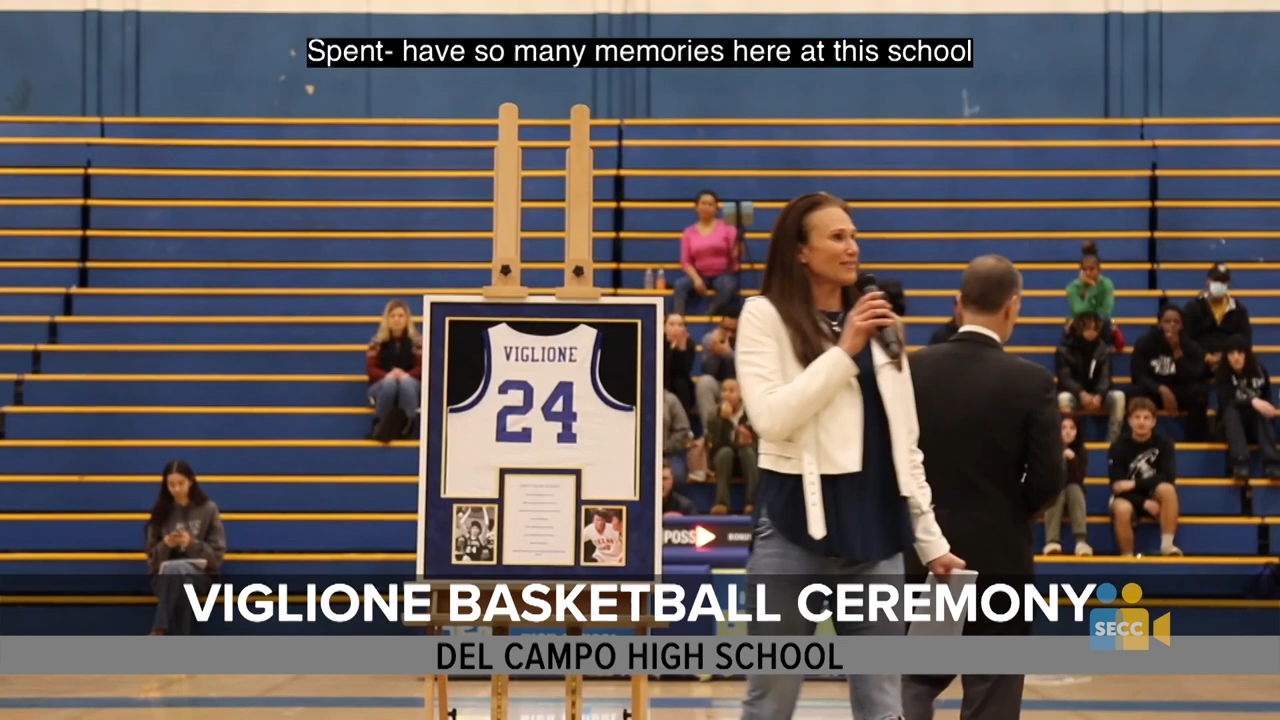 Spent- have so many memories here at this school
VIGLIONE
24
POSS
VIGLIONE BASKETBALL CEREMONY
SECC
DEL CAMPO HIGH SCHOOL